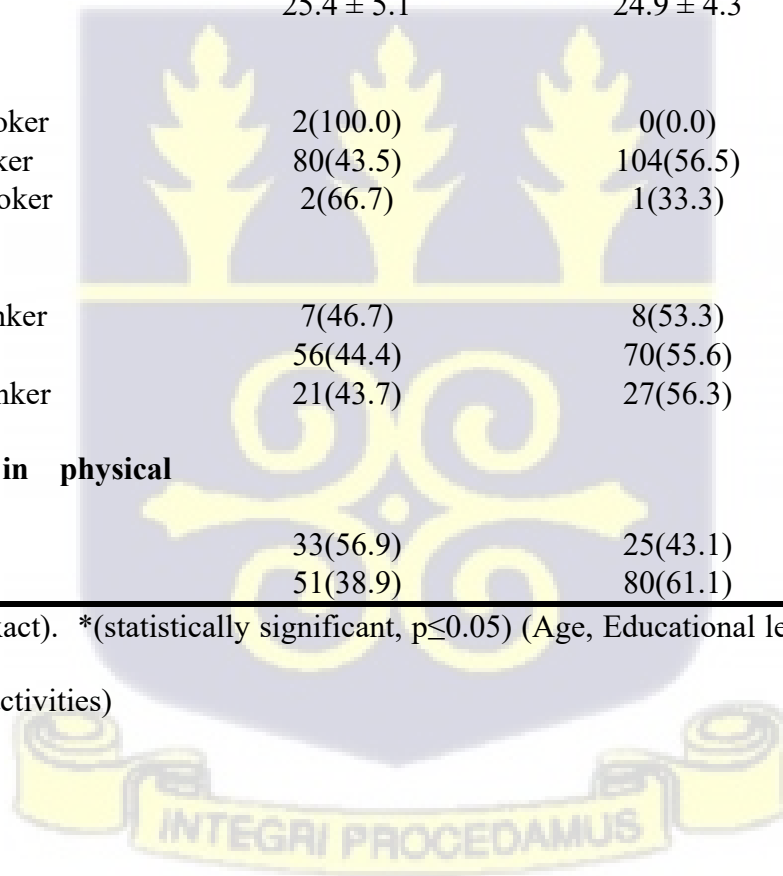 25.4 ± 5.1 24.9 ± 4.3
oker 2(100.0) 0(0.0)
ker 80(43.5) 104(56.5)
oker 2(66.7) 1(33.3)
nker 7(46.7) 8(53.3)
56(44.4) 70(55.6)
nker 21(43.7) 27(56.3)
in physical
33(56.9) 25(43.1)
51(38.9) 80(61.1)
xact). *(statistically significant, p≤0.05) (Age, Educational le
ctivities)
INTEGRI PROCEDAMUS